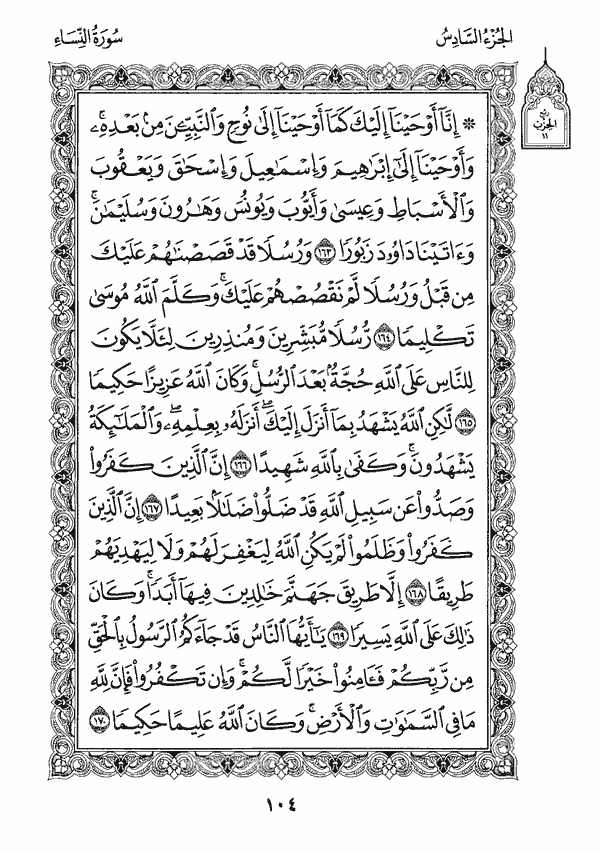 الجُزْءُ السَّادِسُ
سُورَةُ النِّسَاءِ
الحِزْب
١١
* إِنَّآ أَوْحَيْنَآ إِلَيْكَ كَمَآ أَوْحَيْنَآ إِلَىٰ نُوحٍ وَٱلنَّبِيِّـۧنَ مِنۢ بَعْدِهِۦۚ
وَأَوْحَيْنَآ إِلَىٰٓ إِبْرَٰهِيمَ وَإِسْمَٰعِيلَ وَإِسْحَٰقَ وَيَعْقُوبَ
وَٱلْأَسْبَاطِ وَعِيسَىٰ وَأَيُّوبَ وَيُونُسَ وَهَٰرُونَ وَسُلَيْمَٰنَۚ
وَءَاتَيْنَا دَاوُۥدَ زَبُورًا ١٦٣ وَرُسُلًا قَدْ قَصَصْنَٰهُمْ عَلَيْكَ
مِن قَبْلُ وَرُسُلًا لَّمْ نَقْصُصْهُمْ عَلَيْكَۚ وَكَلَّمَ ٱللَّهُ مُوسَىٰ
تَكْلِيمًا ١٦٤ رُّسُلًا مُّبَشِّرِينَ وَمُنذِرِينَ لِئَلَّا يَكُونَ
لِلنَّاسِ عَلَى ٱللَّهِ حُجَّةُۢ بَعْدَ ٱلرُّسُلِۚ وَكَانَ ٱللَّهُ عَزِيزًا حَكِيمًا
١٦٥ لَّٰكِنِ ٱللَّهُ يَشْهَدُ بِمَآ أَنزَلَ إِلَيْكَۖ أَنزَلَهُۥ بِعِلْمِهِۦۖ وَٱلْمَلَٰٓئِكَةُ
يَشْهَدُونَۚ وَكَفَىٰ بِٱللَّهِ شَهِيدًا ١٦٦ إِنَّ ٱلَّذِينَ كَفَرُوا۟
وَصَدُّوا۟ عَن سَبِيلِ ٱللَّهِ قَدْ ضَلُّوا۟ ضَلَٰلًۢا بَعِيدًا ١٦٧ إِنَّ ٱلَّذِينَ
كَفَرُوا۟ وَظَلَمُوا۟ لَمْ يَكُنِ ٱللَّهُ لِيَغْفِرَ لَهُمْ وَلَا لِيَهْدِيَهُمْ
طَرِيقًا ١٦٨ إِلَّا طَرِيقَ جَهَنَّمَ خَٰلِدِينَ فِيهَآ أَبَدًاۚ وَكَانَ
ذَٰلِكَ عَلَى ٱللَّهِ يَسِيرًا ١٦٩ يَٰٓأَيُّهَا ٱلنَّاسُ قَدْ جَآءَكُمُ ٱلرَّسُولُ بِٱلْحَقِّ
مِن رَّبِّكُمْ فَـَٔامِنُوا۟ خَيْرًا لَّكُمْۚ وَإِن تَكْفُرُوا۟ فَإِنَّ لِلَّهِ
مَا فِى ٱلسَّمَٰوَٰتِ وَٱلْأَرْضِۚ وَكَانَ ٱللَّهُ عَلِيمًا حَكِيمًا ١٧٠
١٠٤